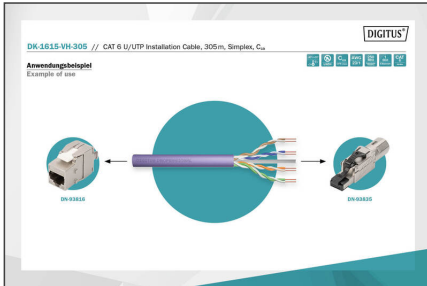 DIGITUS®
DK-1615-VH-305 // CAT 6 U/UTP Installation Cable, 305 m, Simplex, Cca
Anwendungsbeispiel
Example of use
DN-93816
DN-93835